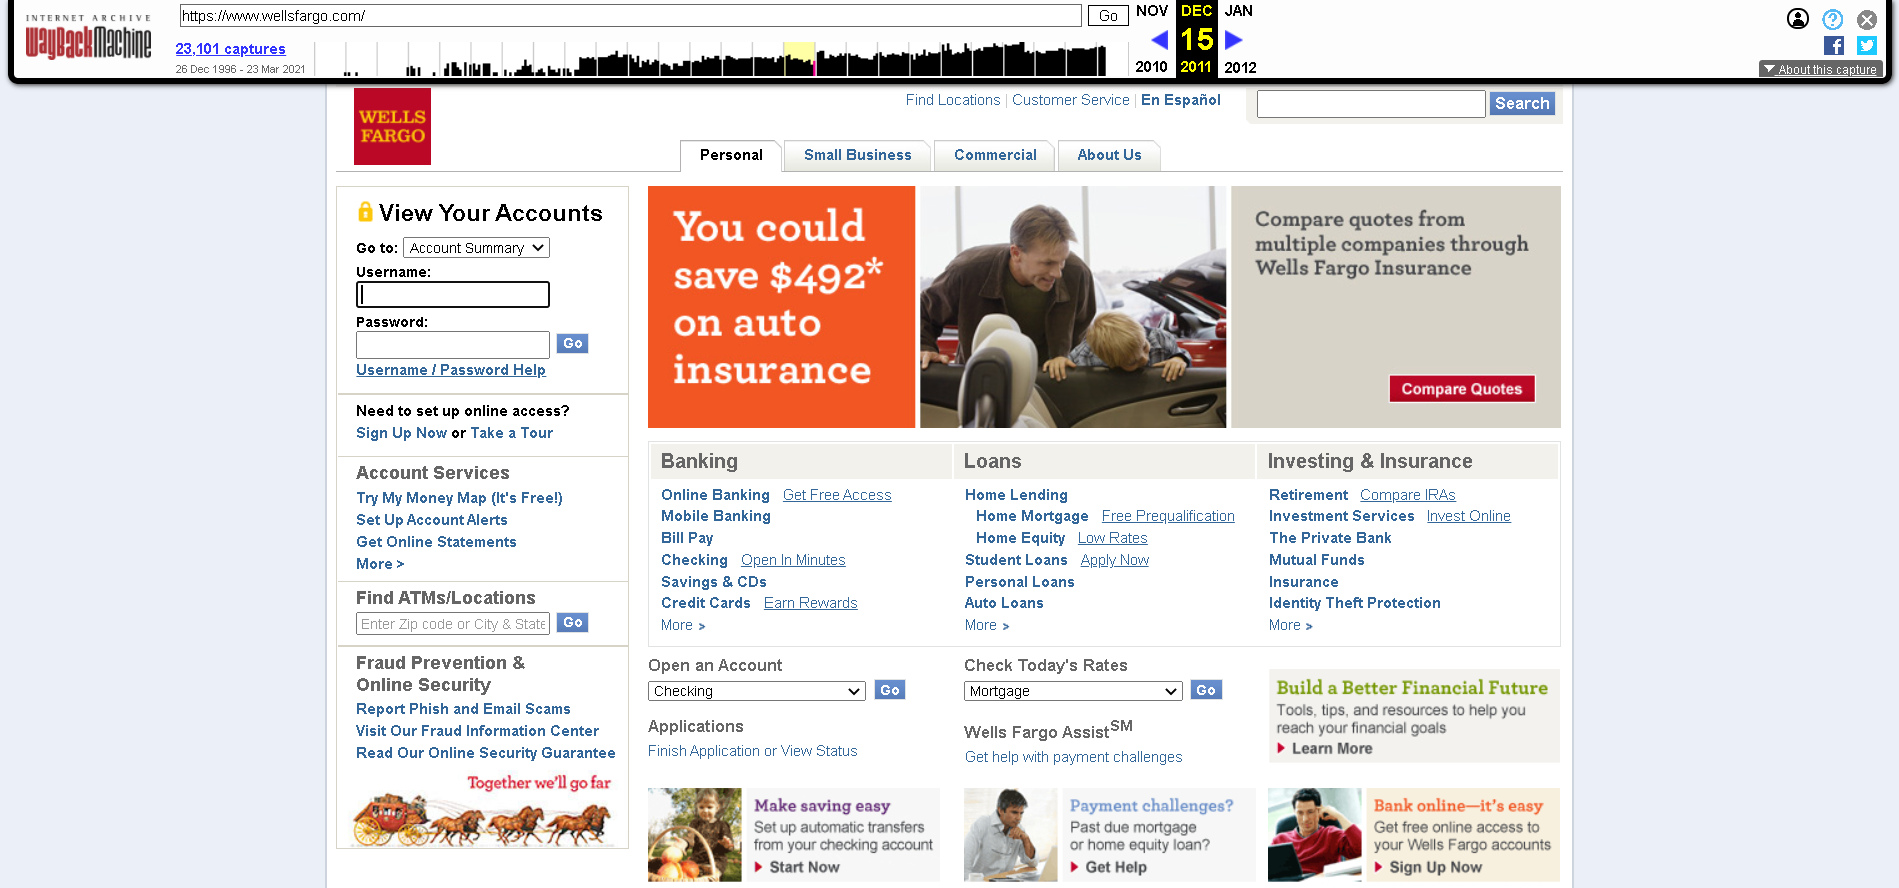 INTERNET ARCHIVE
WayBackMachine
https://www.wellsfargo.com/
Go
23,101 captures
26 Dec 1996 - 23 Mar 2021
NOV DEC JAN
15
2010 2011 2012
About this capture
WELLS
FARGO
Find Locations | Customer Service | En Español
Search
Personal
Small Business
Commercial
About Us
View Your Accounts
Go to: Account Summary
Username:
Password:
Go
Username / Password Help
Need to set up online access?
Sign Up Now or Take a Tour
Account Services
Try My Money Map (It's Free!)
Set Up Account Alerts
Get Online Statements
More >
Find ATMs/Locations
Enter Zip code or City & State
Go
Fraud Prevention &
Online Security
Report Phish and Email Scams
Visit Our Fraud Information Center
Read Our Online Security Guarantee
Together we'll go far
You could
save $492*
on auto
insurance
Compare quotes from
multiple companies through
Wells Fargo Insurance
Compare Quotes
Banking
Online Banking Get Free Access
Mobile Banking
Bill Pay
Checking Open In Minutes
Savings & CDs
Credit Cards Earn Rewards
More >
Loans
Home Lending
Home Mortgage Free Prequalification
Home Equity Low Rates
Student Loans Apply Now
Personal Loans
Auto Loans
More >
Investing & Insurance
Retirement Compare IRAs
Investment Services Invest Online
The Private Bank
Mutual Funds
Insurance
Identity Theft Protection
More >
Open an Account
Checking
Go
Applications
Finish Application or View Status
Check Today's Rates
Mortgage
Go
Wells Fargo AssistSM
Get help with payment challenges
Build a Better Financial Future
Tools, tips, and resources to help you
reach your financial goals
Learn More
Make saving easy
Set up automatic transfers
from your checking account
Start Now
Payment challenges?
Past due mortgage
or home equity loan?
Get Help
Bank online—it's easy
Get free online access to
your Wells Fargo accounts
Sign Up Now